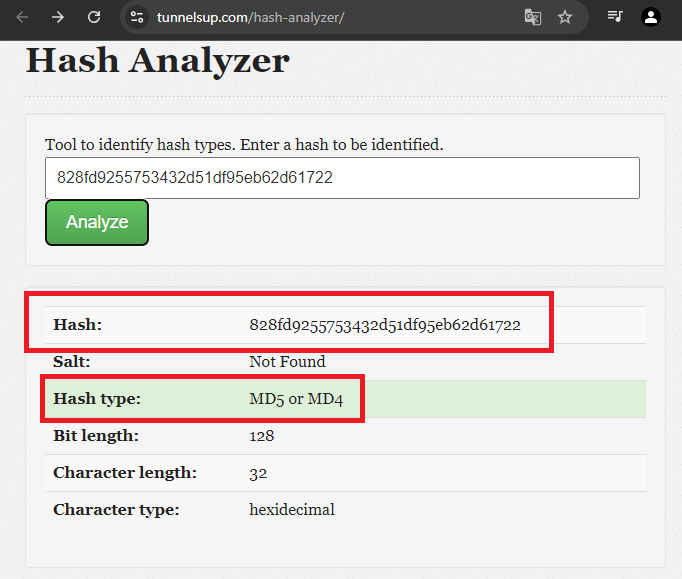 tunnelsup.com/hash-analyzer/
Hash Analyzer
Tool to identify hash types. Enter a hash to be identified.
828fd9255753432d51df95eb62d61722
Analyze
Hash: 828fd9255753432d51df95eb62d61722
Salt: Not Found
Hash type: MD5 or MD4
Bit length: 128
Character length: 32
Character type: hexidecimal